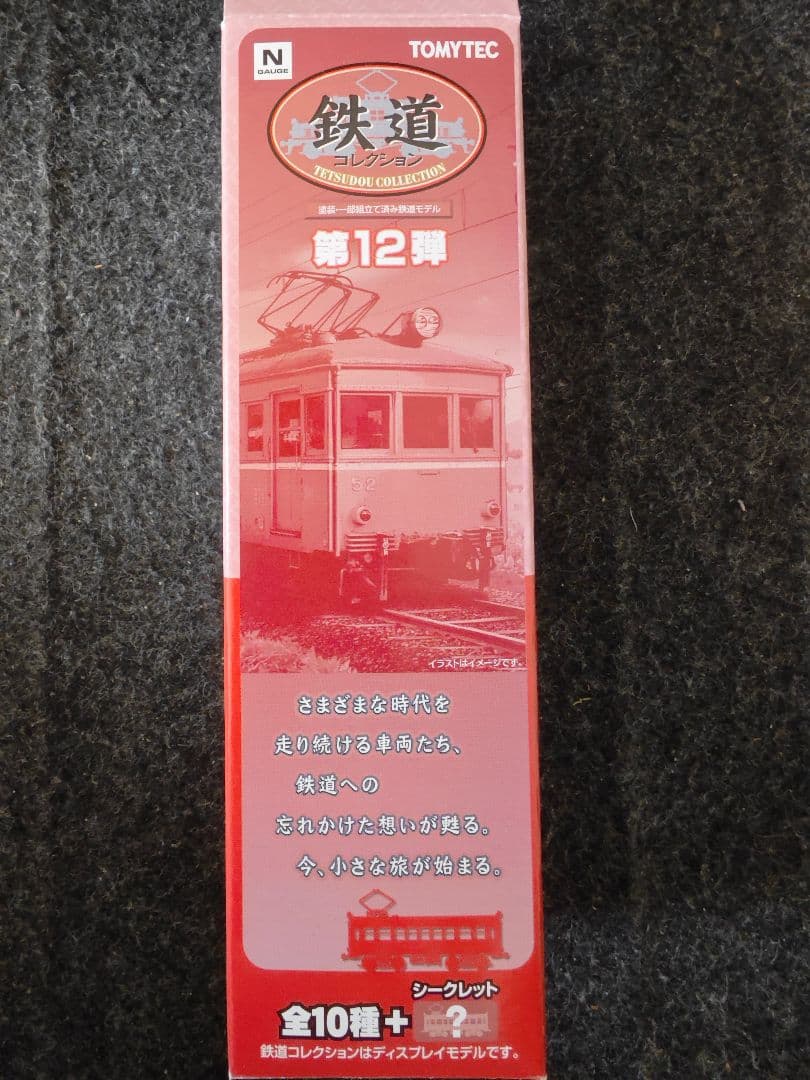 N
GAUGE
TOMYTEC
鉄道
コレクション
TETSUDOU COLLECTION
塗装・一部組立て済み鉄道モデル
第12弾
52
イラストはイメージです。
さまざまな時代を
走り続ける車両たち、
鉄道への
忘れかけた想いが甦る。
今、小さな旅が始まる。
シークレット
全10種+?
鉄道コレクションはディスプレイモデルです。